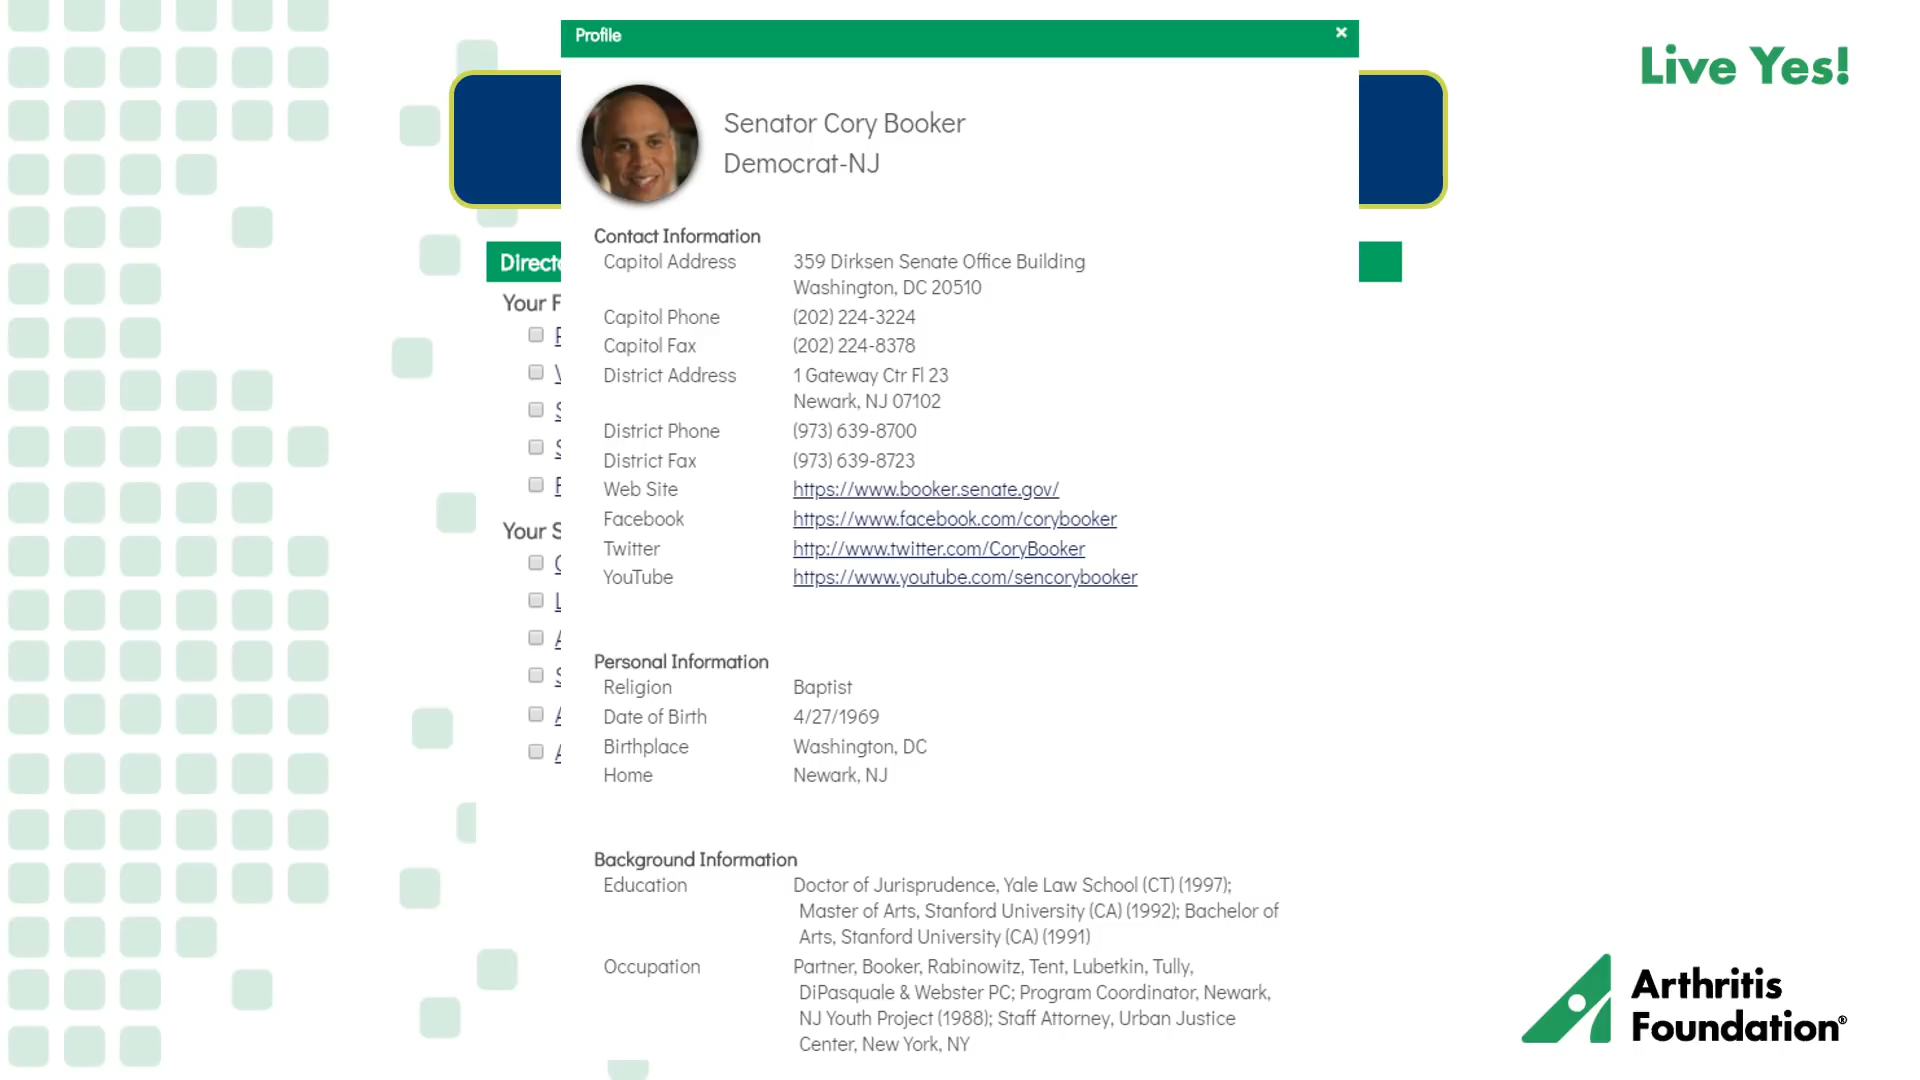 Profile ×
Live Yes!
Senator Cory Booker
Democrat-NJ
Contact Information
Capitol Address 359 Dirksen Senate Office Building
Washington, DC 20510
Capitol Phone (202) 224-3224
Capitol Fax (202) 224-8378
District Address 1 Gateway Ctr Fl 23
Newark, NJ 07102
District Phone (973) 639-8700
District Fax (973) 639-8723
Web Site https://www.booker.senate.gov/
Facebook https://www.facebook.com/corybooker
Twitter http://www.twitter.com/CoryBooker
YouTube https://www.youtube.com/sencorybooker
Your
Your
Personal Information
Religion Baptist
Date of Birth 4/27/1969
Birthplace Washington, DC
Home Newark, NJ
Background Information
Education Doctor of Jurisprudence, Yale Law School (CT) (1997);
Master of Arts, Stanford University (CA) (1992); Bachelor of
Arts, Stanford University (CA) (1991)
Occupation Partner, Booker, Rabinowitz, Tent, Lubetkin, Tully,
DiPasquale & Webster PC; Program Coordinator, Newark,
NJ Youth Project (1988); Staff Attorney, Urban Justice
Center, New York, NY
Arthritis
Foundation®